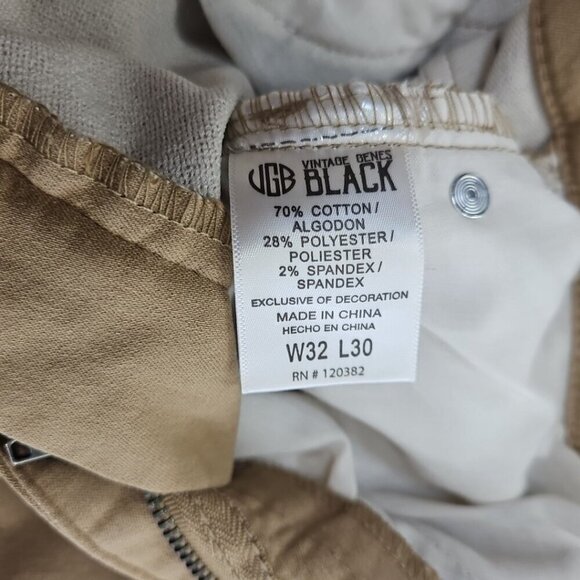 VGB VINTAGE GENES
BLACK
70% COTTON/
ALGODON
28% POLYESTER/
POLIESTER
2% SPANDEX/
SPANDEX
EXCLUSIVE OF DECORATION
MADE IN CHINA
HECHO EN CHINA
W32 L30
RN # 120382